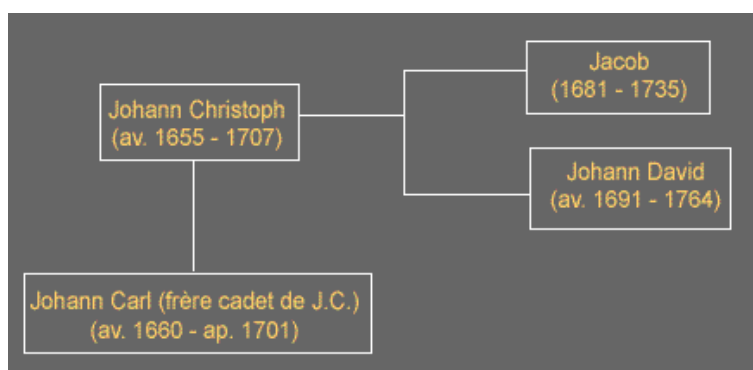 Jacob
(1681 - 1735)
Johann Christoph
(av. 1655 - 1707)
Johann David
(av. 1691 - 1764)
Johann Carl (frère cadet de J.C.)
(av. 1660 - ap. 1701)